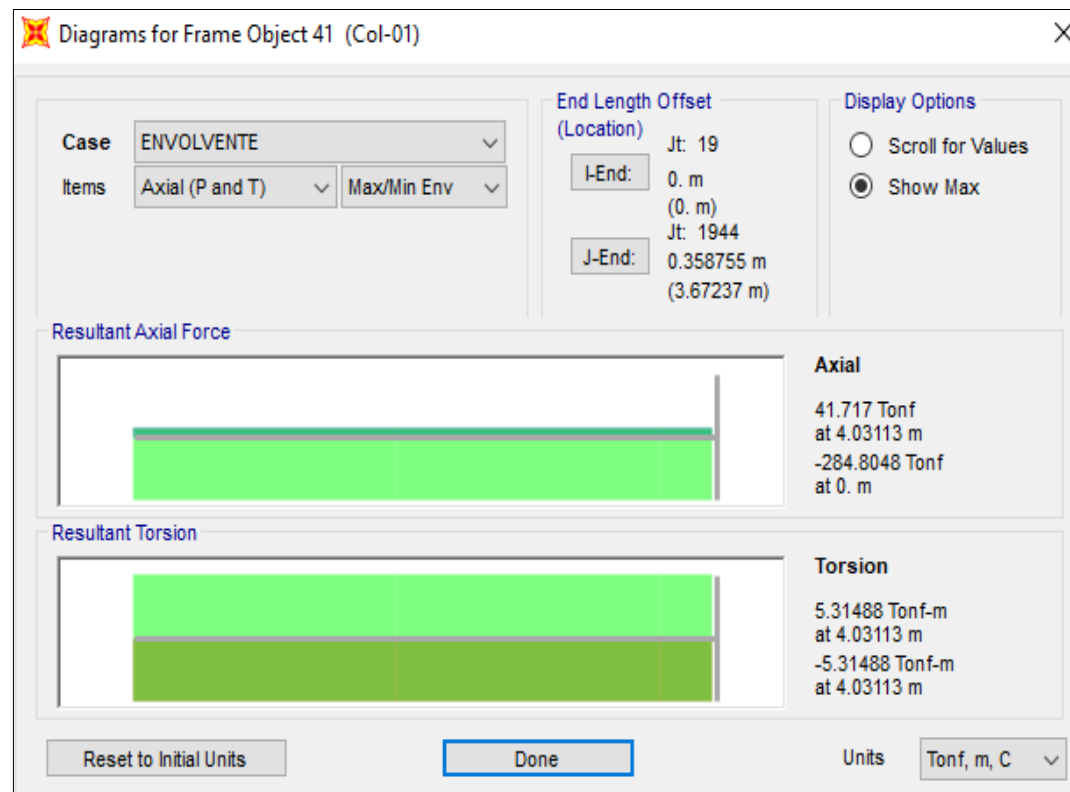 Diagrams for Frame Object 41 (Col-01)
Case ENVOLVENTE
Items Axial (P and T) Max/Min Env
End Length Offset
(Location)
I-End:
Jt: 19
0. m
(0. m)
J-End:
Jt: 1944
0.358755 m
(3.67237 m)
Display Options
Scroll for Values
Show Max
Resultant Axial Force
Axial
41.717 Tonf
at 4.03113 m
-284.8048 Tonf
at 0. m
Resultant Torsion
Torsion
5.31488 Tonf-m
at 4.03113 m
-5.31488 Tonf-m
at 4.03113 m
Reset to Initial Units Done Units Tonf, m, C